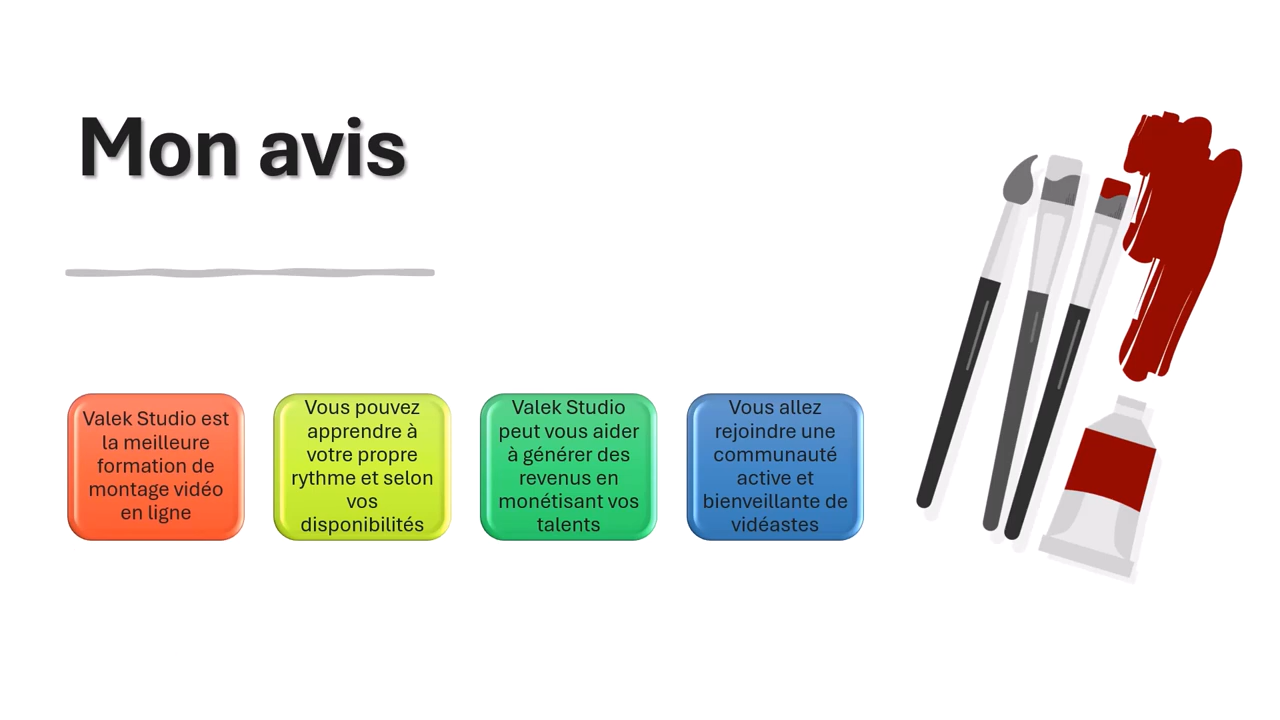 Mon avis
Valek Studio est
la meilleure
formation de
montage vidéo
en ligne
Vous pouvez
apprendre à
votre propre
rythme et selon
vos
disponibilités
Valek Studio
peut vous aider
à générer des
revenus en
monétisant vos
talents
Vous allez
rejoindre une
communauté
active et
bienveillante de
vidéastes